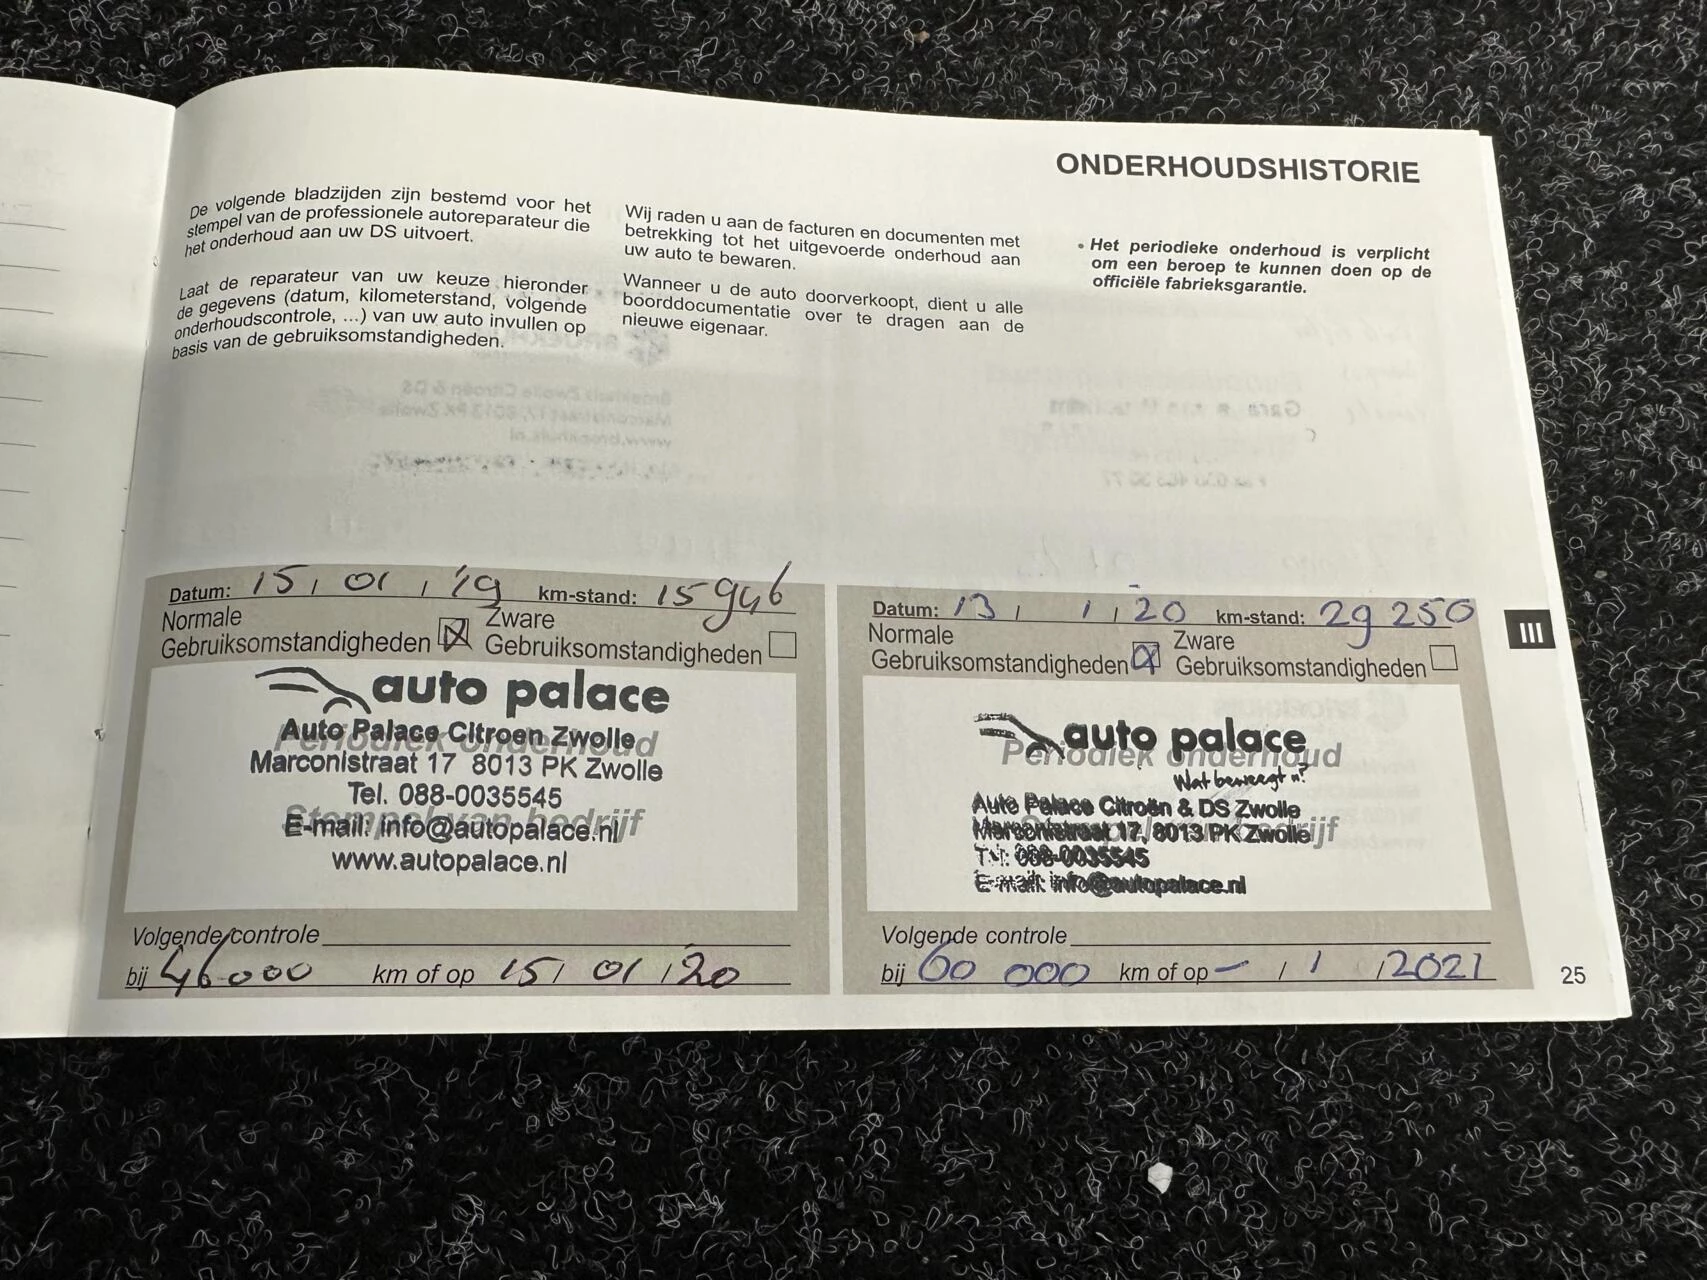 ONDERHOUDSHISTORIE
De volgende bladzijden zijn bestemd voor het
stempel van de professionele autoreparateur die
het onderhoud aan uw DS uitvoert.
Laat de reparateur van uw keuze hieronder
de gegevens (datum, kilometerstand, volgende
onderhoudscontrole, ...) van uw auto invullen op
basis van de gebruiksomstandigheden.
Wij raden u aan de facturen en documenten met
betrekking tot het uitgevoerde onderhoud aan
uw auto te bewaren.
Wanneer u de auto doorverkoopt, dient u alle
boorddocumentatie over te dragen aan de
nieuwe eigenaar.
• Het periodieke onderhoud is verplicht
om een beroep te kunnen doen op de
officiële fabrieksgarantie.
Datum: 15 / 01 / '19 km-stand: 15946
Normale
Gebruiksomstandigheden
Zware
Gebruiksomstandigheden
auto palace
Periodiek onderhoud
Auto Palace Citroen Zwolle
Marconistraat 17 8013 PK Zwolle
Tel. 088-0035545
Stempel van bedrijf
E-mail: info@autopalace.nl
www.autopalace.nl
Volgende controle
bij 46000 km of op 15 / 01 / 20
Datum: 13 / 1 / 20 km-stand: 29 250
Normale
Gebruiksomstandigheden
Zware
Gebruiksomstandigheden
auto palace
Periodiek onderhoud
Wat beweegt u?
Auto Palace Citroën & DS Zwolle
Marconistraat 17, 8013 PK Zwolle
088-0035545
E-mail: info@autopalace.nl
Volgende controle
bij 60 000 km of op - / 1 / 2021
III
25